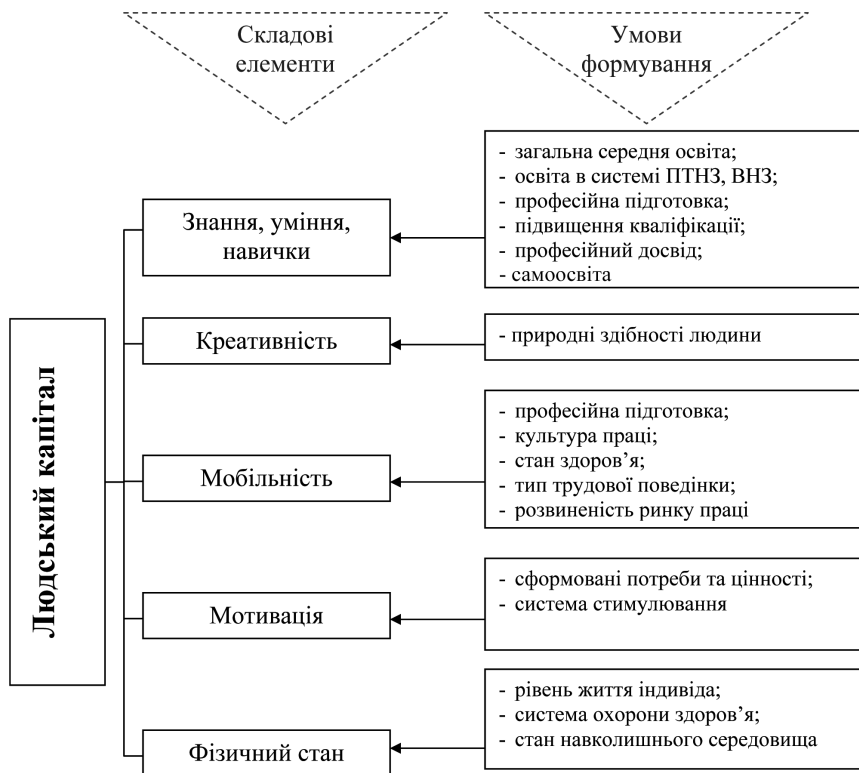 Складові
елементи
Умови
формування
Людський капітал
Знання, уміння,
навички
- загальна середня освіта;
- освіта в системі ПТНЗ, ВНЗ;
- професійна підготовка;
- підвищення кваліфікації;
- професійний досвід;
- самоосвіта
Креативність
- природні здібності людини
Мобільність
- професійна підготовка;
- культура праці;
- стан здоров’я;
- тип трудової поведінки;
- розвиненість ринку праці
Мотивація
- сформовані потреби та цінності;
- система стимулювання
Фізичний стан
- рівень життя індивіда;
- система охорони здоров’я;
- стан навколишнього середовища